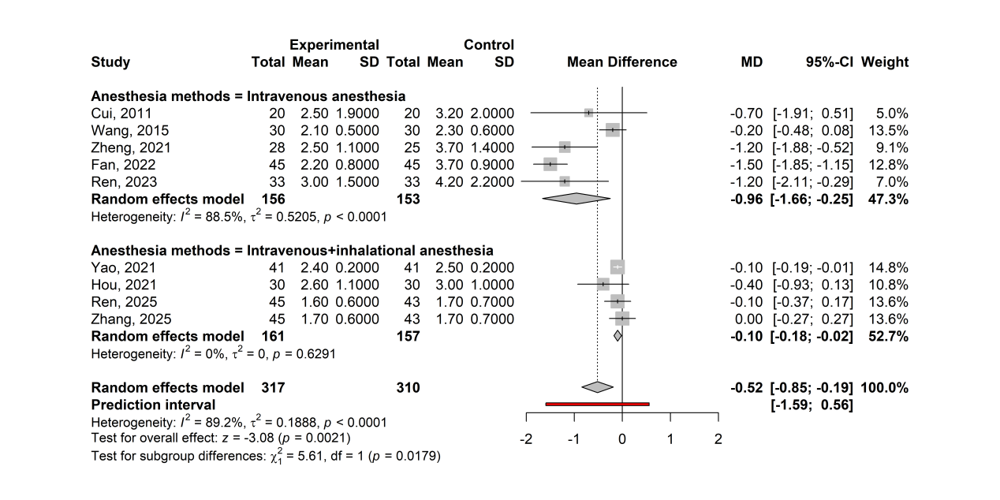 Experimental Control
Study Total Mean SD Total Mean SD Mean Difference MD 95%-CI Weight
Anesthesia methods = Intravenous anesthesia
Cui, 2011 20 2.50 1.9000 20 3.20 2.0000 -0.70 [-1.91; 0.51] 5.0%
Wang, 2015 30 2.10 0.5000 30 2.30 0.6000 -0.20 [-0.48; 0.08] 13.5%
Zheng, 2021 28 2.50 1.1000 25 3.70 1.4000 -1.20 [-1.88; -0.52] 9.1%
Fan, 2022 45 2.20 0.8000 45 3.70 0.9000 -1.50 [-1.85; -1.15] 12.8%
Ren, 2023 33 3.00 1.5000 33 4.20 2.2000 -1.20 [-2.11; -0.29] 7.0%
Random effects model 156 153 -0.96 [-1.66; -0.25] 47.3%
Heterogeneity: I² = 88.5%, τ² = 0.5205, p < 0.0001
Anesthesia methods = Intravenous+inhalational anesthesia
Yao, 2021 41 2.40 0.2000 41 2.50 0.2000 -0.10 [-0.19; -0.01] 14.8%
Hou, 2021 30 2.60 1.1000 30 3.00 1.0000 -0.40 [-0.93; 0.13] 10.8%
Ren, 2025 45 1.60 0.6000 43 1.70 0.7000 -0.10 [-0.37; 0.17] 13.6%
Zhang, 2025 45 1.70 0.6000 43 1.70 0.7000 0.00 [-0.27; 0.27] 13.6%
Random effects model 161 157 -0.10 [-0.18; -0.02] 52.7%
Heterogeneity: I² = 0%, τ² = 0, p = 0.6291
Random effects model 317 310 -0.52 [-0.85; -0.19] 100.0%
Prediction interval [-1.59; 0.56]
Heterogeneity: I² = 89.2%, τ² = 0.1888, p < 0.0001
Test for overall effect: z = -3.08 (p = 0.0021)
-2 -1 0 1 2
Test for subgroup differences: χ²₁ = 5.61, df = 1 (p = 0.0179)